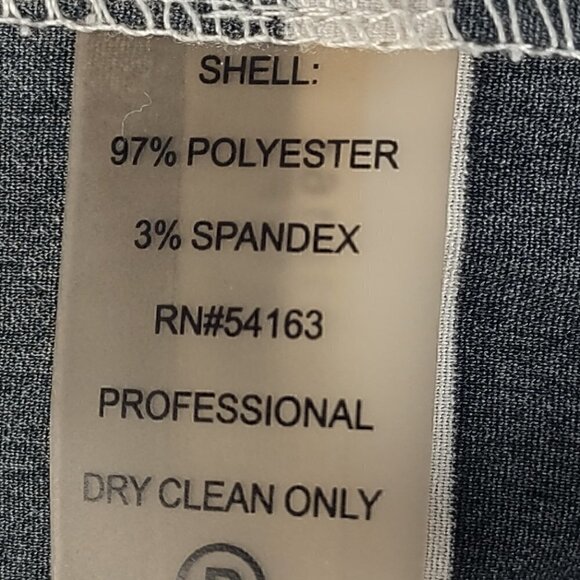 SHELL:
97% POLYESTER
3% SPANDEX
RN#54163
PROFESSIONAL
DRY CLEAN ONLY
P